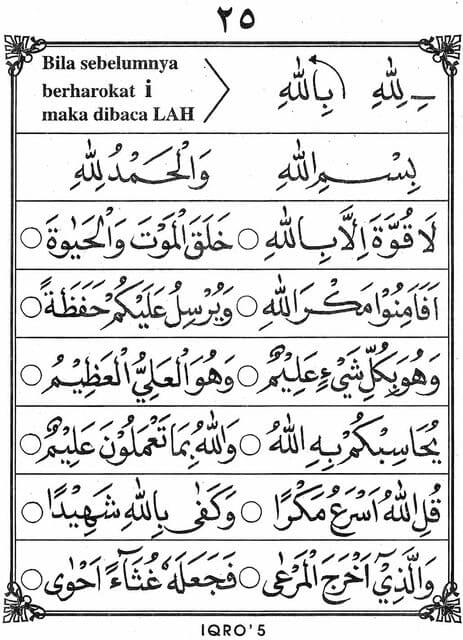 ٢٥
Bila sebelumnya
berharokat i
maka dibaca LAH
ـِ لِلّٰهِ بِاللّٰهِ
بِسْمِ اللّٰهِ وَالْحَمْدُ لِلّٰهِ
لَا قُوَّةَ اِلَّا بِاللّٰهِ ○ خَلَقَ الْمَوْتَ وَالْحَيٰوةَ ○
اَفَاَمِنُوْا مَكْرَ اللّٰهِ ○ وَيُرْسِلُ عَلَيْكُمْ حَفَظَةً ○
وَهُوَ بِكُلِّ شَيْءٍ عَلِيْمٌ ○ وَهُوَ الْعَلِيُّ الْعَظِيْمُ ○
يُحَاسِبْكُمْ بِهِ اللّٰهُ ○ وَاللّٰهُ بِمَا تَعْمَلُوْنَ عَلِيْمٌ ○
قُلِ اللّٰهُ اَسْرَعُ مَكْرًا ○ وَكَفٰى بِاللّٰهِ شَهِيْدًا ○
وَالَّذِيْٓ اَخْرَجَ الْمَرْعٰى ○ فَجَعَلَهٗ غُثَاۤءً اَحْوٰى ○
IQRO'5